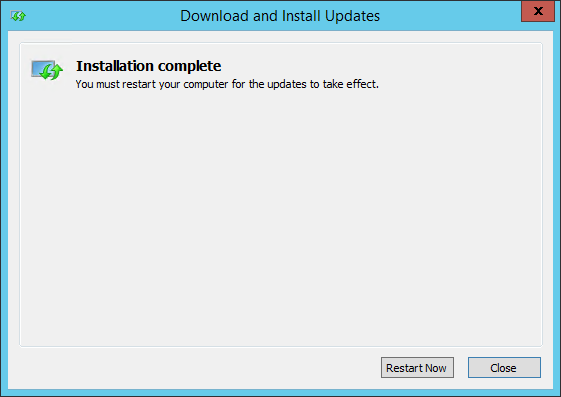 Download and Install Updates
x
Installation complete
You must restart your computer for the updates to take effect.
Restart Now
Close